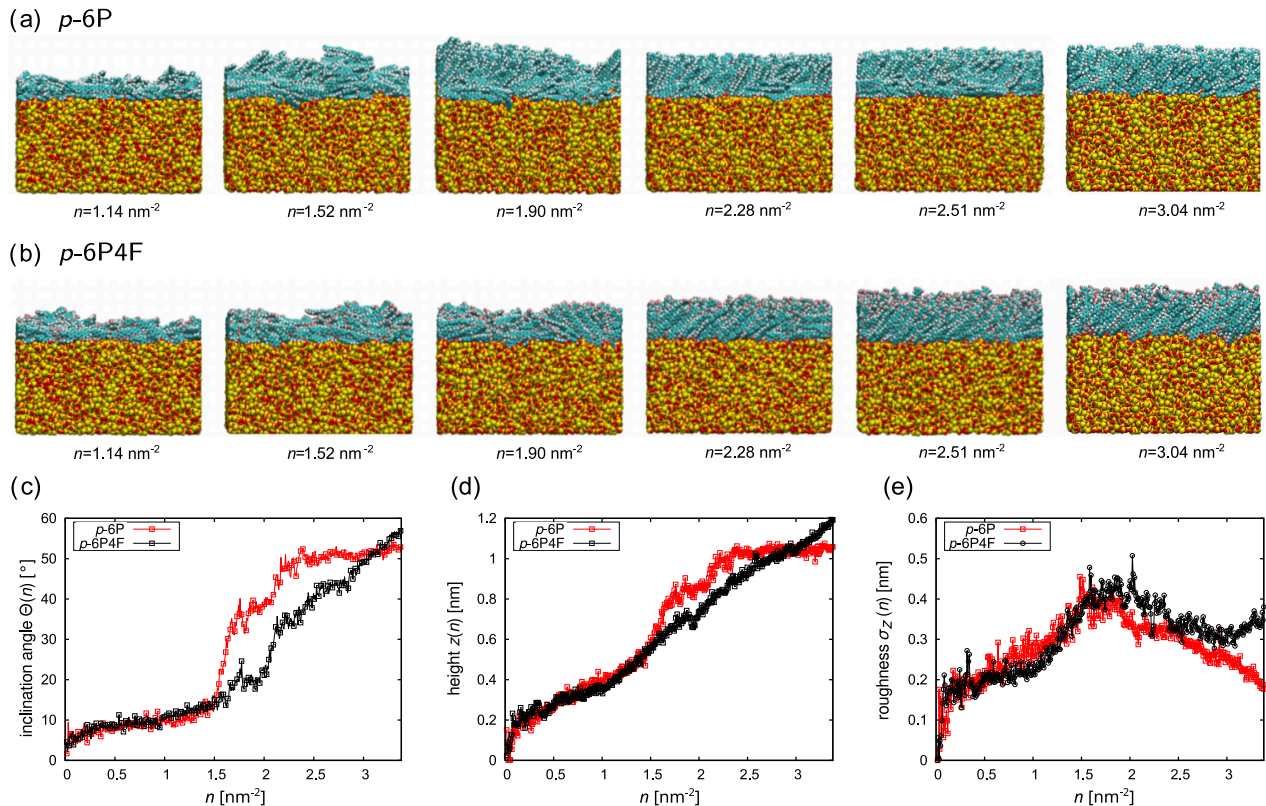 (a) p-6P
n=1.14 nm⁻² n=1.52 nm⁻² n=1.90 nm⁻² n=2.28 nm⁻² n=2.51 nm⁻² n=3.04 nm⁻²
(b) p-6P4F
n=1.14 nm⁻² n=1.52 nm⁻² n=1.90 nm⁻² n=2.28 nm⁻² n=2.51 nm⁻² n=3.04 nm⁻²
(c)
inclination angle Θ(n) [°]
60
50
40
30
20
10
0
p-6P
p-6P4F
0 0.5 1 1.5 2 2.5 3
n [nm⁻²]
(d)
height z(n) [nm]
1.2
1
0.8
0.6
0.4
0.2
0
p-6P
p-6P4F
0 0.5 1 1.5 2 2.5 3
n [nm⁻²]
(e)
roughness σ_Z(n) [nm]
0.6
0.5
0.4
0.3
0.2
0.1
0
p-6P
p-6P4F
0 0.5 1 1.5 2 2.5 3
n [nm⁻²]